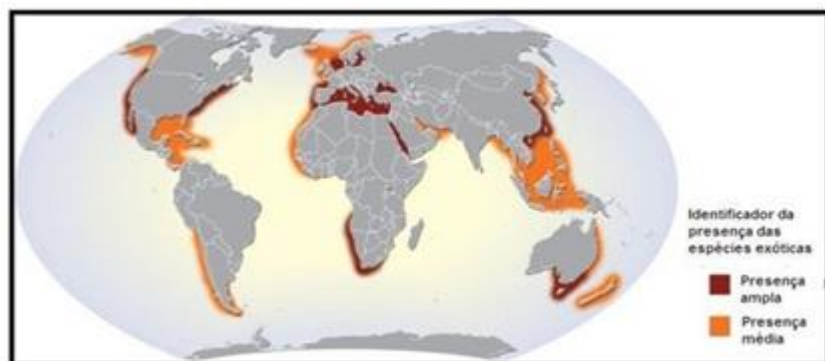 Identificador da
presença das
espécies exóticas
Presença
ampla
Presença
média